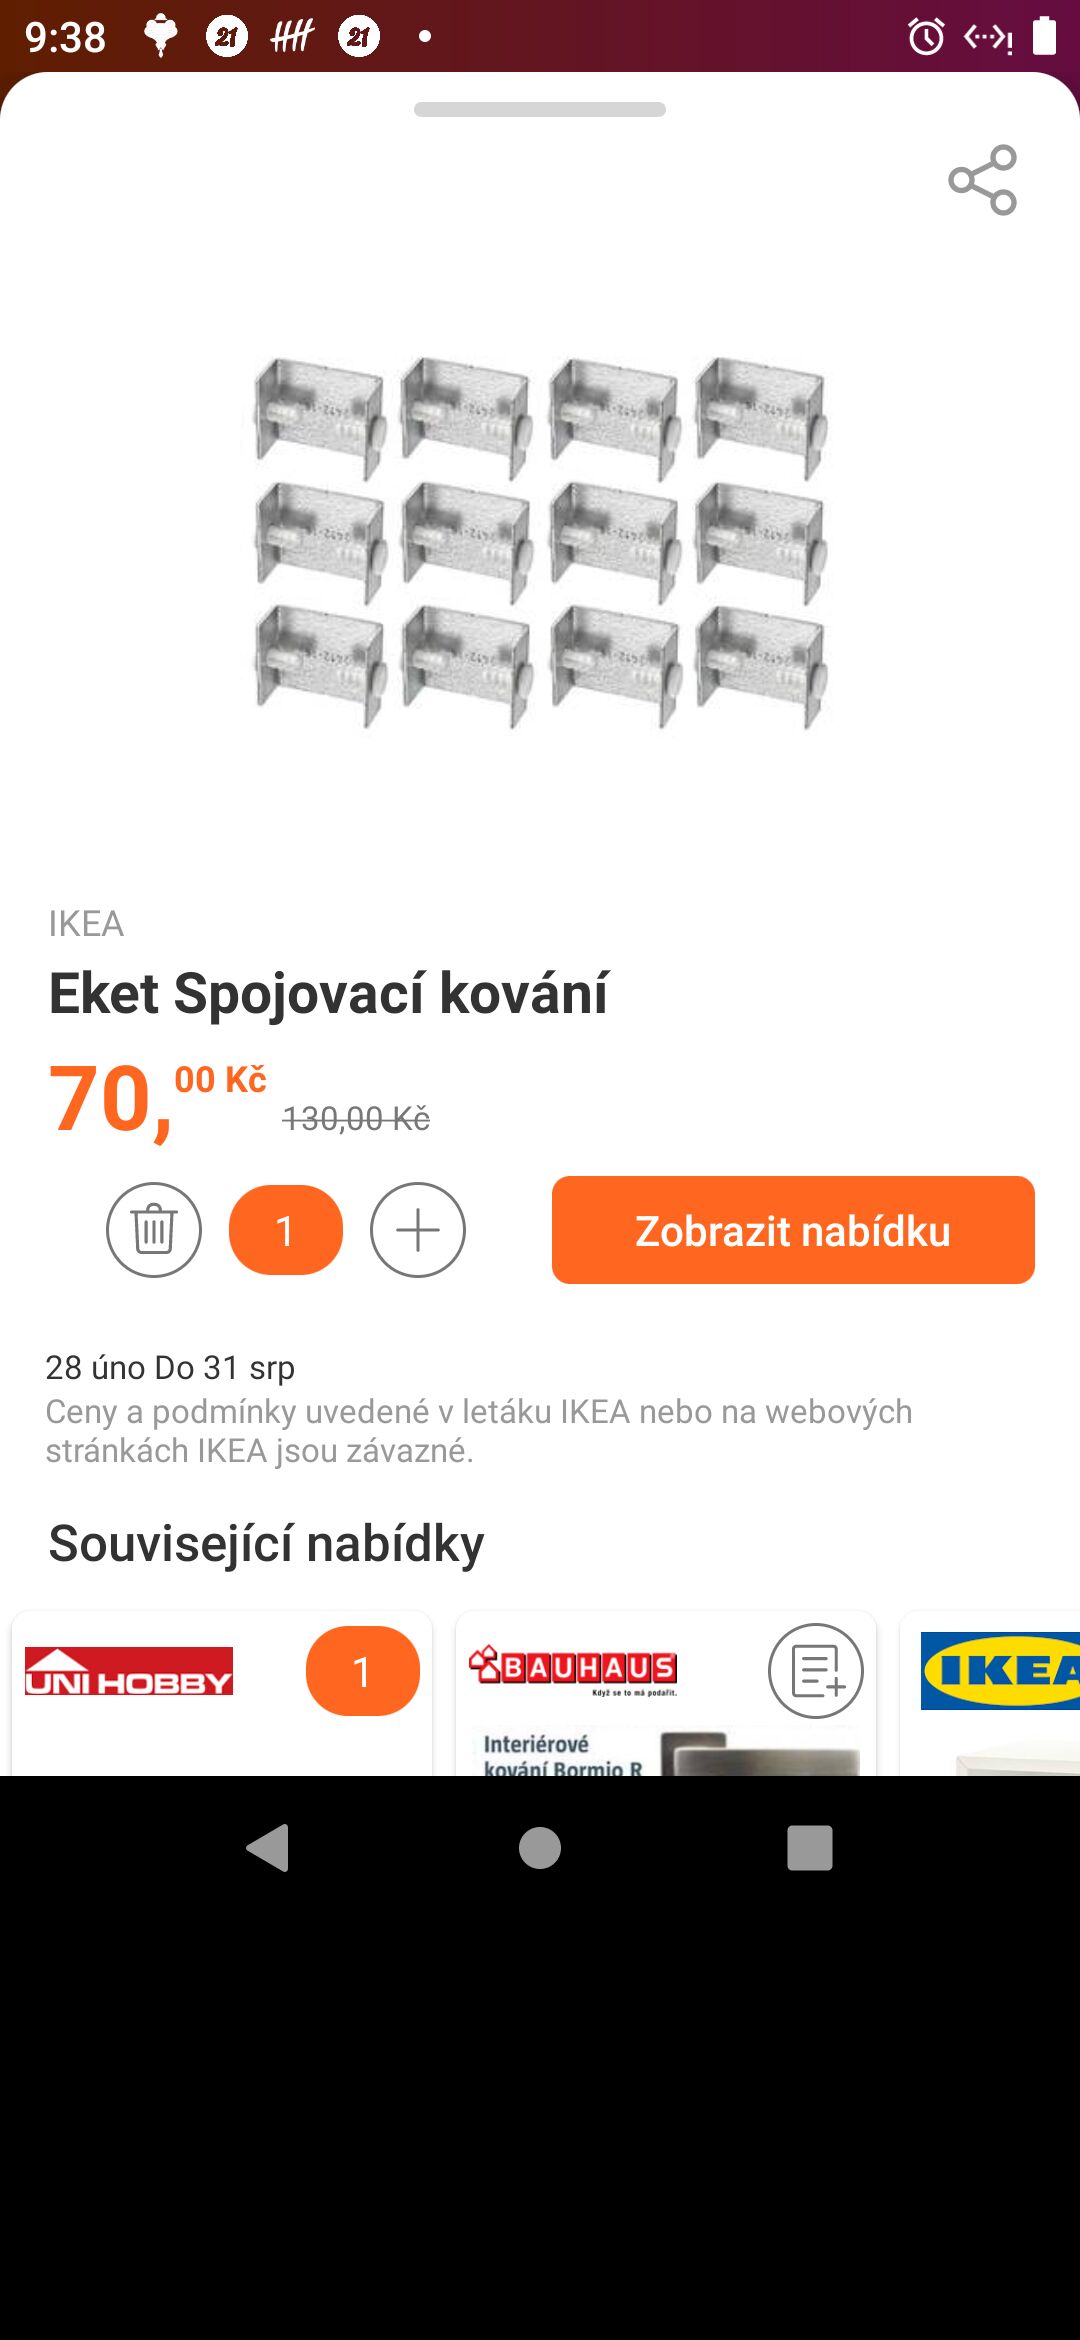 9:38
21
21
IKEA
Eket Spojovací kování
70,00 Kč
130,00 Kč
1
Zobrazit nabídku
28 úno Do 31 srp
Ceny a podmínky uvedené v letáku IKEA nebo na webových
stránkách IKEA jsou závazné.
Související nabídky
UNI HOBBY
1
BAUHAUS
Když se to má podařit.
IKEA
Interiérové
kování Bormio R